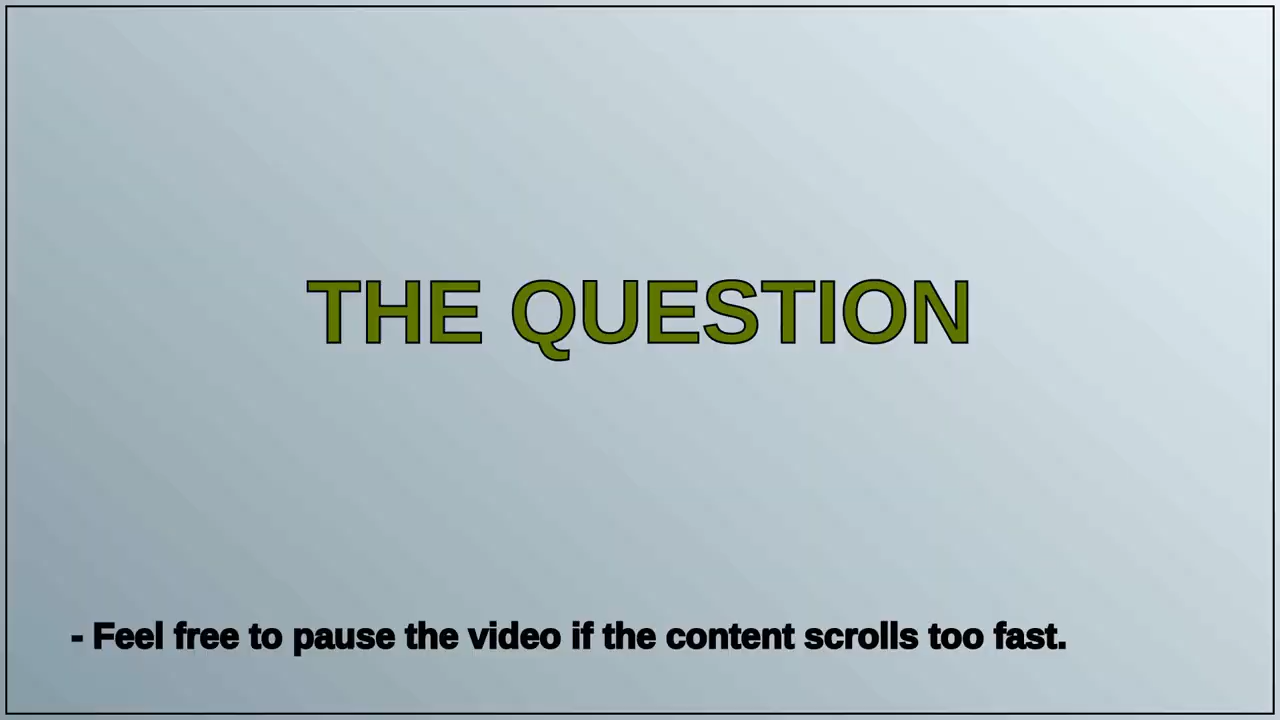 THE QUESTION
- Feel free to pause the video if the content scrolls too fast.